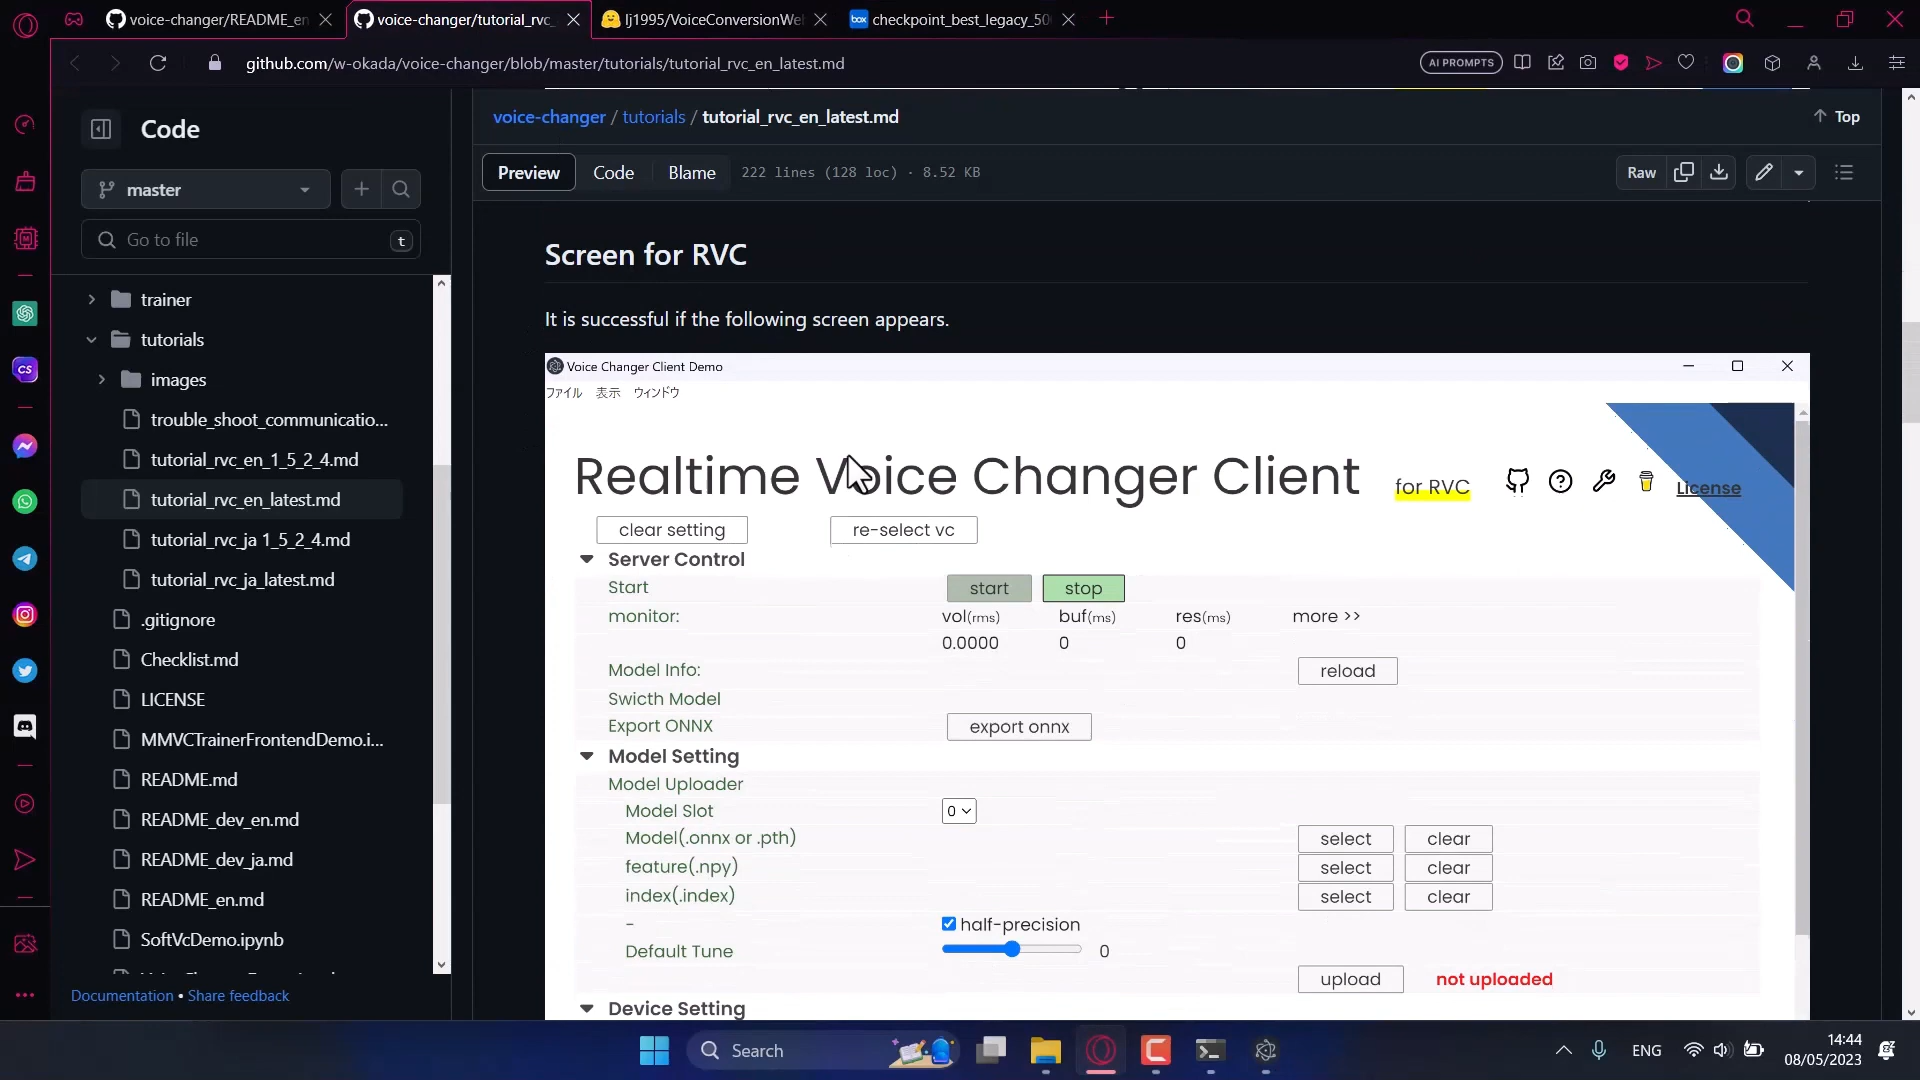 voice-changer/README_en
voice-changer/tutorial_rvc_
lj1995/VoiceConversionWe
box
checkpoint_best_legacy_50
github.com/w-okada/voice-changer/blob/master/tutorials/tutorial_rvc_en_latest.md
AI PROMPTS
Code
voice-changer / tutorials / tutorial_rvc_en_latest.md
Top
master
Preview
Code
Blame
222 lines (128 loc) · 8.52 KB
Raw
Go to file
t
trainer
tutorials
images
trouble_shoot_communicatio...
tutorial_rvc_en_1_5_2_4.md
tutorial_rvc_en_latest.md
tutorial_rvc_ja 1_5_2_4.md
tutorial_rvc_ja_latest.md
.gitignore
Checklist.md
LICENSE
MMVCTrainerFrontendDemo.i...
README.md
README_dev_en.md
README_dev_ja.md
README_en.md
SoftVcDemo.ipynb
Documentation • Share feedback
CS
Screen for RVC
It is successful if the following screen appears.
Voice Changer Client Demo
ファイル 表示 ウィンドウ
Realtime Voice Changer Client
for RVC
License
clear setting
re-select vc
Server Control
Start
start
stop
monitor:
vol(rms)
buf(ms)
res(ms)
more >>
0.0000
0
0
Model Info:
reload
Swicth Model
Export ONNX
export onnx
Model Setting
Model Uploader
Model Slot
0
Model(.onnx or .pth)
select
clear
feature(.npy)
select
clear
index(.index)
select
clear
-
half-precision
Default Tune
0
upload
not uploaded
Device Setting
Search
ENG
14:44
08/05/2023